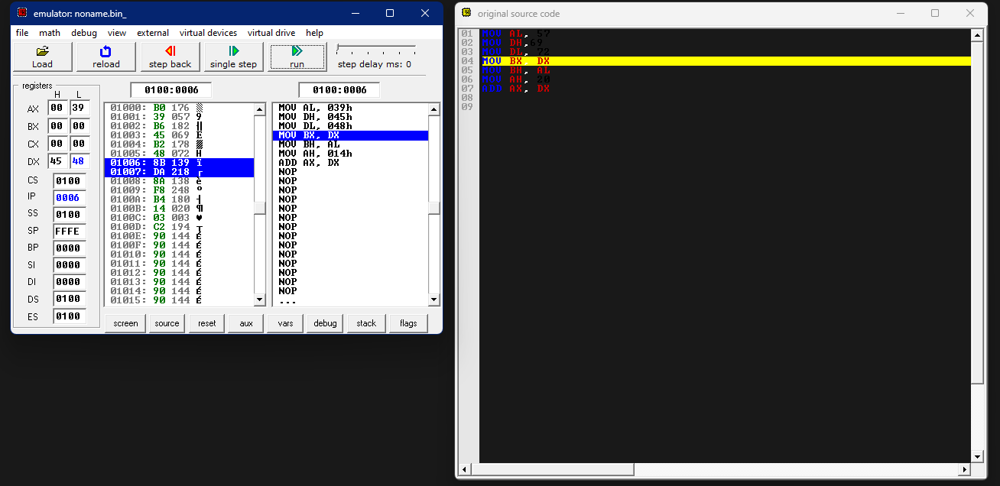 emulator: noname.bin_
file math debug view external virtual devices virtual drive help
Load reload step back single step run step delay ms: 0
registers
H L
0100:0006 0100:0006
AX 00 39
BX 00 00
CX 00 00
DX 45 48
CS 0100
IP 0006
SS 0100
SP FFFE
BP 0000
SI 0000
DI 0000
DS 0100
ES 0100
01000: B0 176 ▒
01001: 39 057 9
01002: B6 182 ╢
01003: 45 069 E
01004: B2 178 ▓
01005: 48 072 H
01006: 8B 139 ï
01007: DA 218 ┌
01008: 8A 138 è
01009: F8 248 °
0100A: B4 180 ┤
0100B: 14 020 ¶
0100C: 03 003 ♥
0100D: C2 194 ┬
0100E: 90 144 É
0100F: 90 144 É
01010: 90 144 É
01011: 90 144 É
01012: 90 144 É
01013: 90 144 É
01014: 90 144 É
01015: 90 144 É
MOV AL, 039h
MOV DH, 045h
MOV DL, 048h
MOV BX, DX
MOV BH, AL
MOV AH, 014h
ADD AX, DX
NOP
NOP
NOP
NOP
NOP
NOP
NOP
NOP
NOP
NOP
NOP
NOP
NOP
NOP
...
screen source reset aux vars debug stack flags
original source code
01 MOV AL, 57
02 MOV DH,69
03 MOV DL, 72
04 MOV BX, DX
05 MOV BH, AL
06 MOV AH, 20
07 ADD AX, DX
08
09